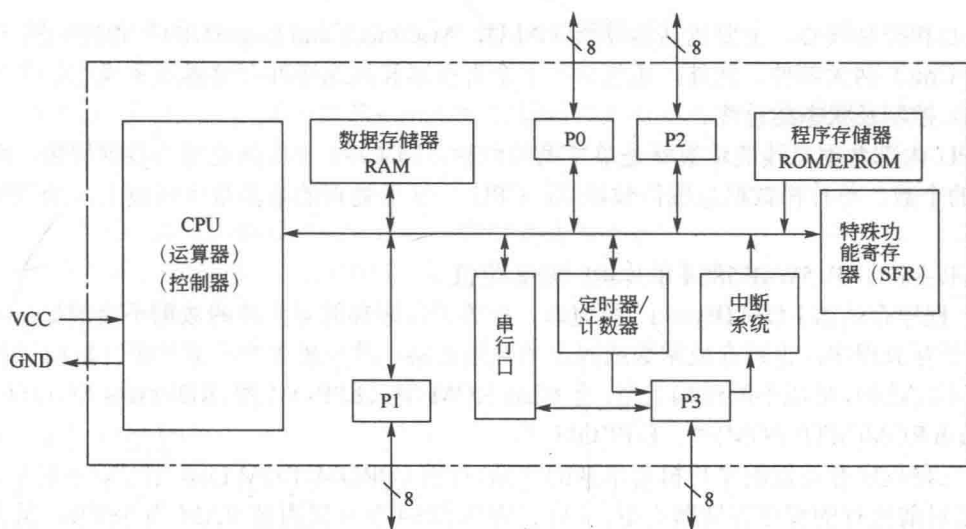 8
8
数据存储器
RAM
P0
P2
程序存储器
ROM/EPROM
CPU
(运算器)
(控制器)
特殊功
能寄存
器(SFR)
VCC
GND
串行口
定时器/
计数器
中断
系统
P1
P3
8
8